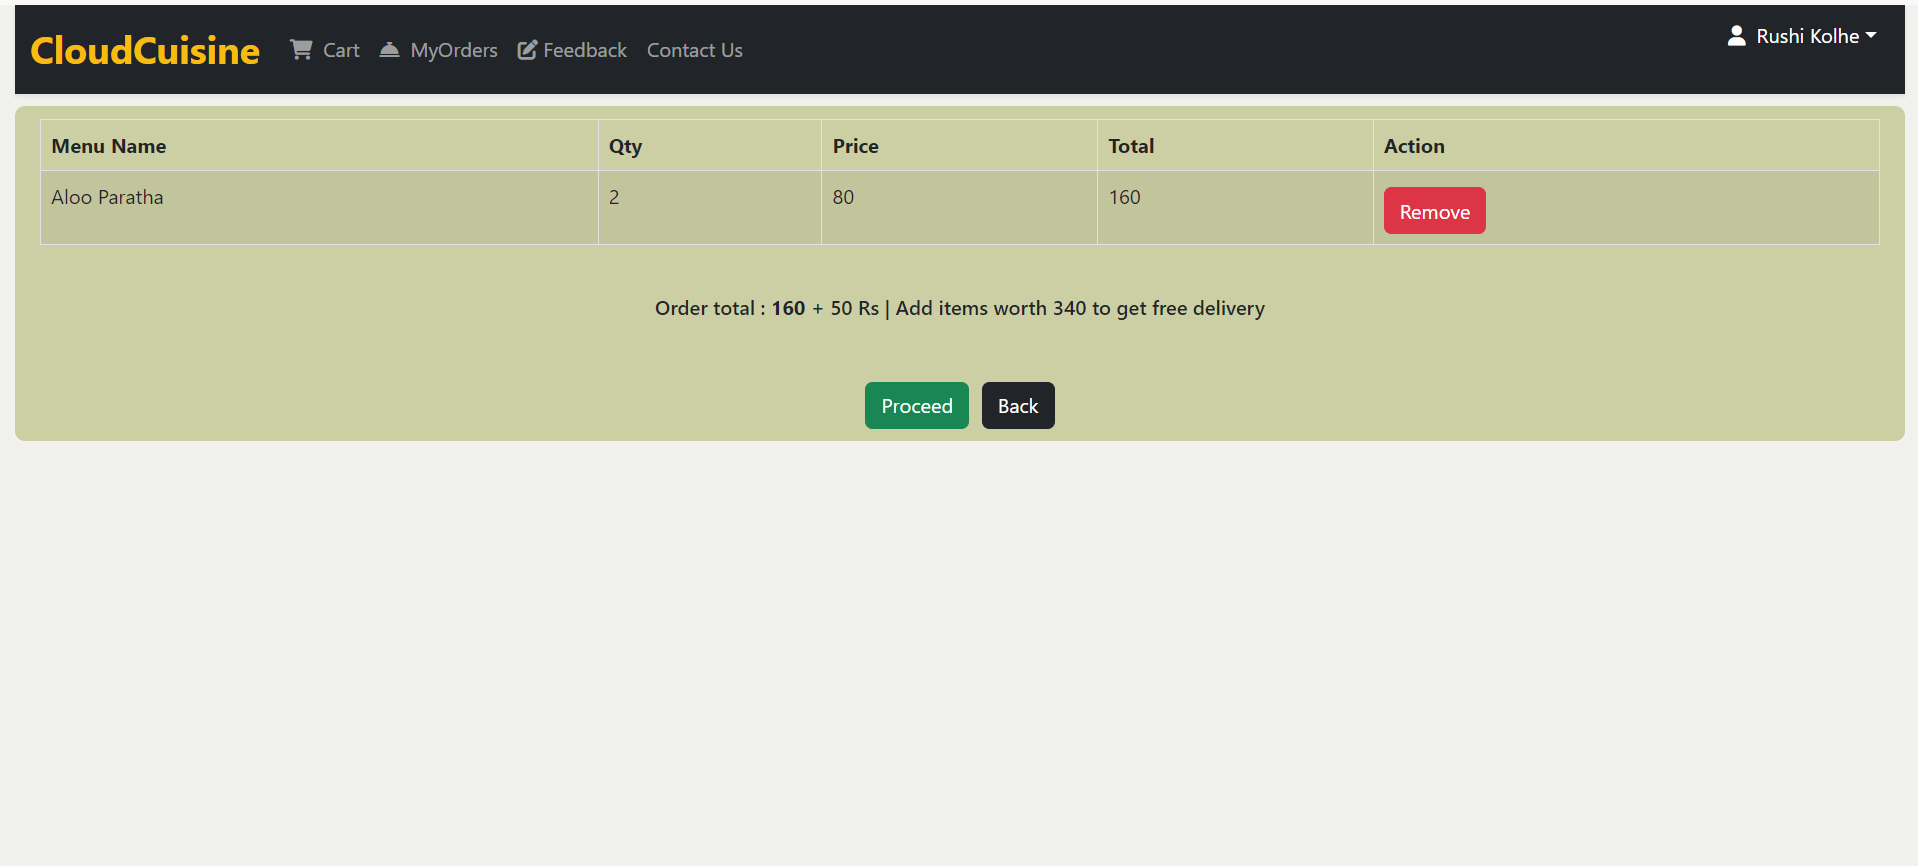 CloudCuisine Cart MyOrders Feedback Contact Us Rushi Kolhe
Menu Name Qty Price Total Action
Aloo Paratha 2 80 160 Remove
Order total : 160 + 50 Rs | Add items worth 340 to get free delivery
Proceed Back